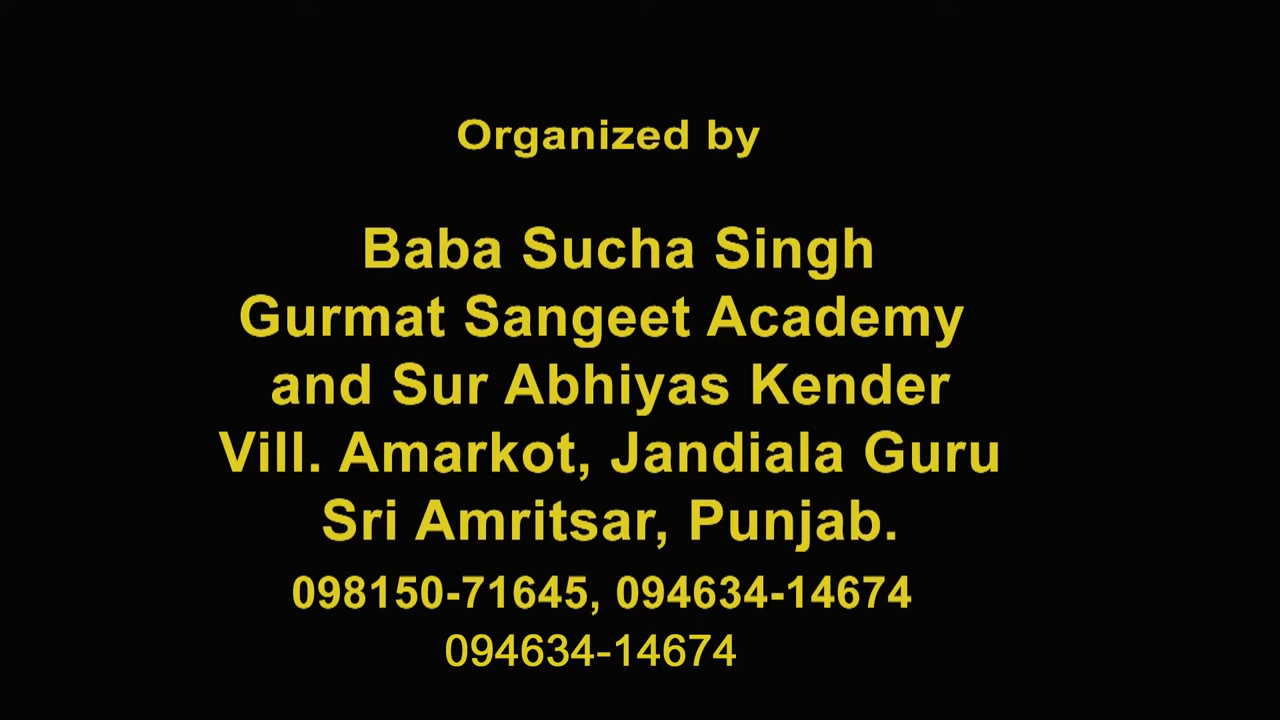 Organized by
Baba Sucha Singh
Gurmat Sangeet Academy
and Sur Abhiyas Kender
Vill. Amarkot, Jandiala Guru
Sri Amritsar, Punjab.
098150-71645, 094634-14674
094634-14674